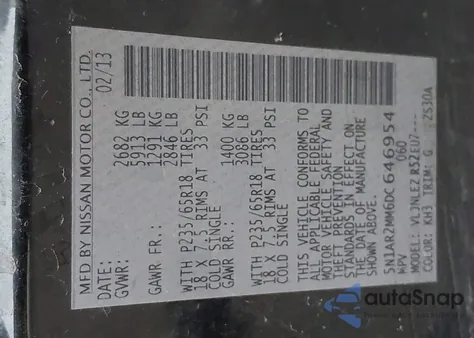 MFD BY NISSAN MOTOR CO., LTD.
DATE: 02/13
GVWR: 2682 KG
5913 LB
GAWR FR.: 1291 KG
2846 LB
WITH P235/65R18 TIRES
18 X 7.5 RIMS AT 33 PSI
COLD SINGLE
GAWR RR.: 1400 KG
3086 LB
WITH P235/65R18 TIRES
18 X 7.5 RIMS AT 33 PSI
COLD SINGLE
THIS VEHICLE CONFORMS TO
ALL APPLICABLE FEDERAL
MOTOR VEHICLE SAFETY AND
THEFT PREVENTION
STANDARDS IN EFFECT ON
THE DATE OF MANUFACTURE
SHOWN ABOVE.
5N1AR2MM6DC646954
MPV 060
MODEL: VLJNLEZ R52EU7---
COLOR: KH3 TRIM: G ZS30A
autaSnap